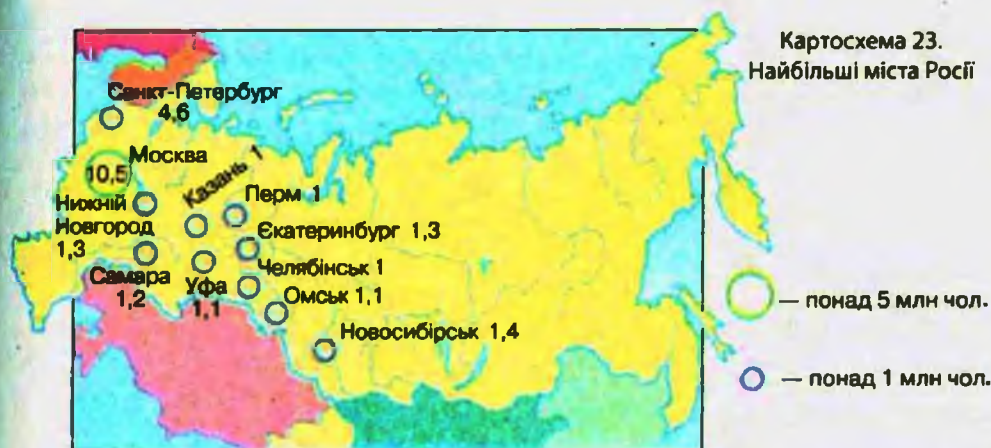 Картосхема 23.
Найбільші міста Росії
Санкт-Петербург
4,6
Москва
10,5
Казань 1
Перм 1
Нижній
Новгород
1,3
Єкатеринбург 1,3
Самара
1,2
Уфа
1,1
Челябінськ 1
Омськ 1,1
Новосибірськ 1,4
— понад 5 млн чол.
— понад 1 млн чол.